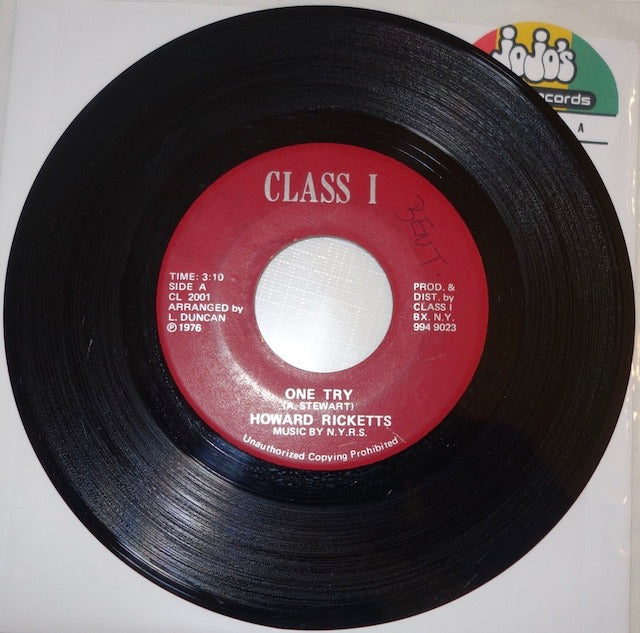 CLASS I
BENT
TIME: 3:10
SIDE A
CL 2001
ARRANGED by
L. DUNCAN
℗ 1976
PROD. &
DIST. by
CLASS I
BX. N.Y.
994 9023
ONE TRY
(A. STEWART)
HOWARD RICKETTS
MUSIC BY N.Y.R.S.
Unauthorized Copying Prohibited
jojo's
A